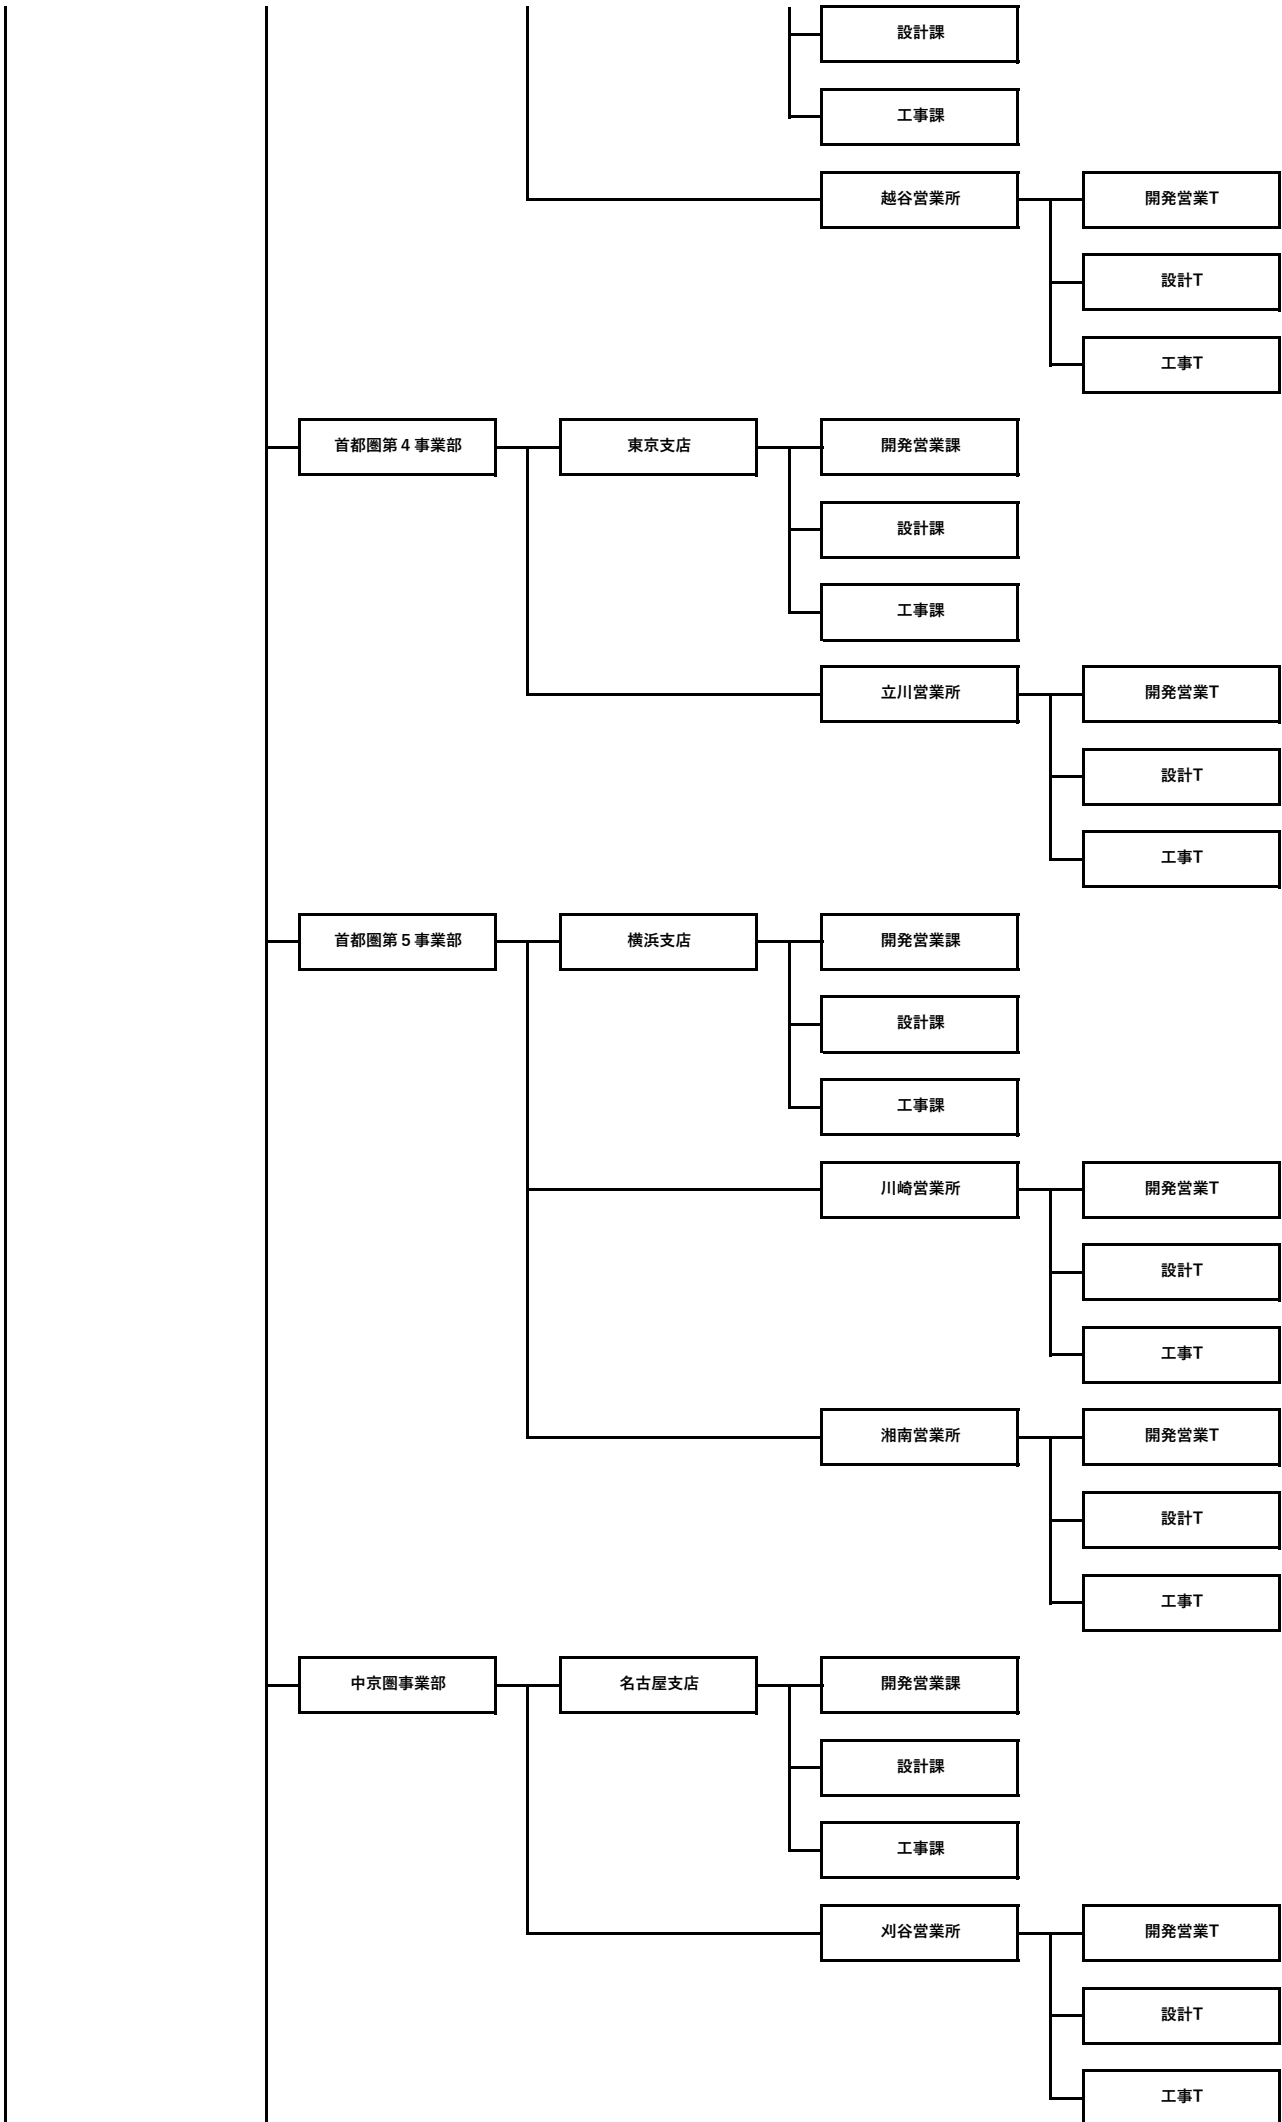 設計課
工事課
越谷営業所
開発営業T
設計T
工事T
首都圏第４事業部
東京支店
開発営業課
設計課
工事課
立川営業所
開発営業T
設計T
工事T
首都圏第５事業部
横浜支店
開発営業課
設計課
工事課
川崎営業所
開発営業T
設計T
工事T
湘南営業所
開発営業T
設計T
工事T
中京圏事業部
名古屋支店
開発営業課
設計課
工事課
刈谷営業所
開発営業T
設計T
工事T